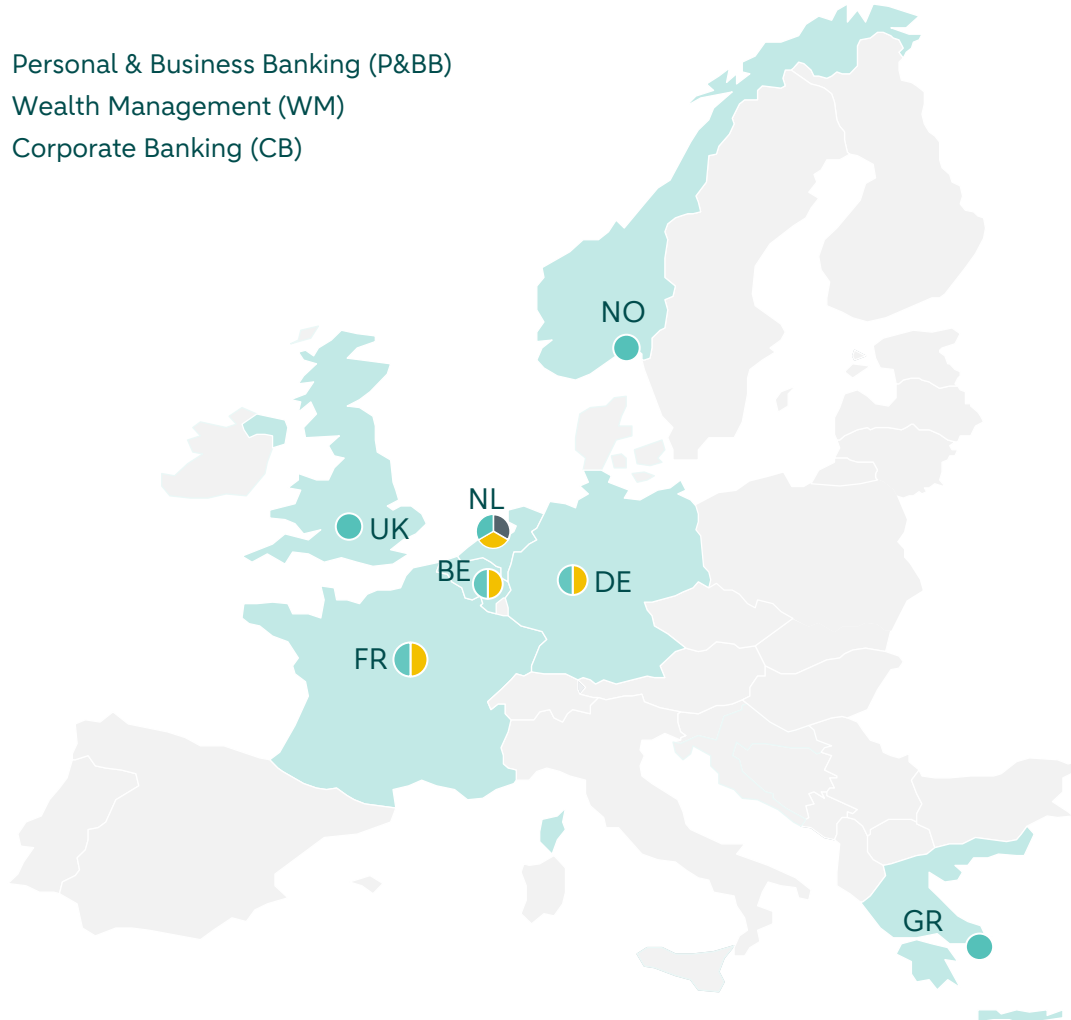 Personal & Business Banking (P&BB)
Wealth Management (WM)
Corporate Banking (CB)
NO
NL
UK
BE
DE
FR
GR